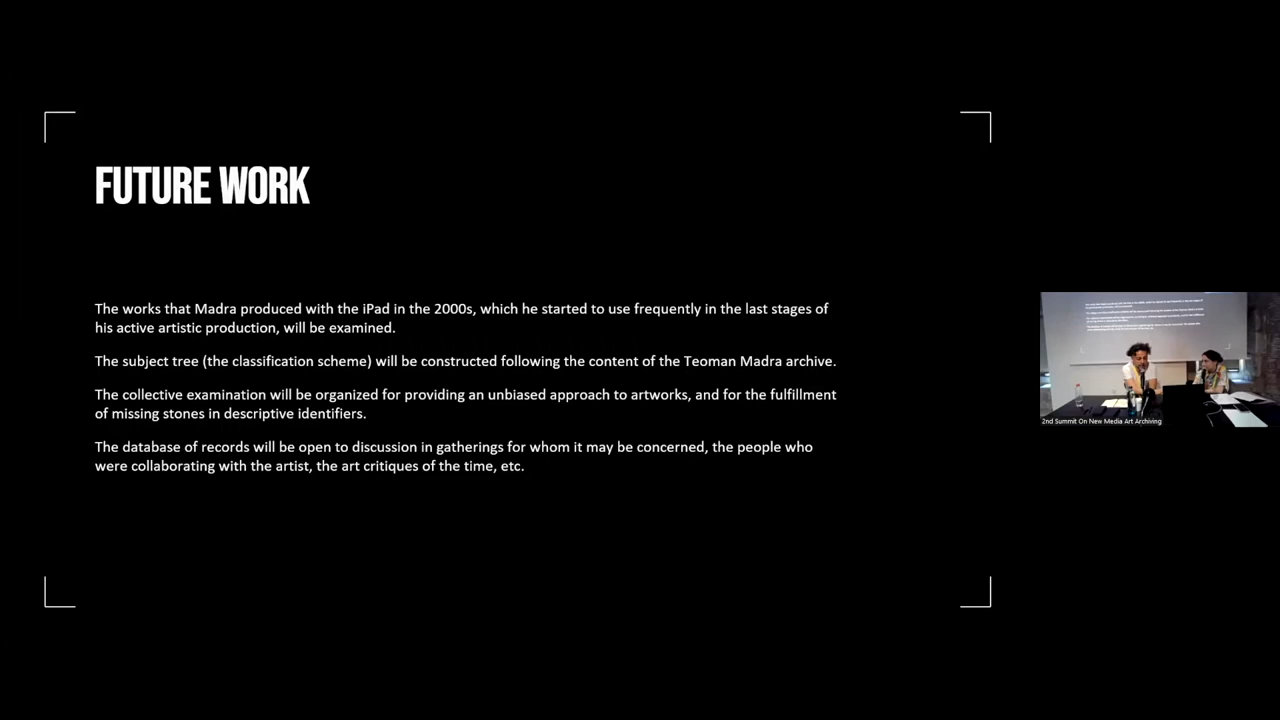 FUTURE WORK
The works that Madra produced with the iPad in the 2000s, which he started to use frequently in the last stages of
his active artistic production, will be examined.
The subject tree (the classification scheme) will be constructed following the content of the Teoman Madra archive.
The collective examination will be organized for providing an unbiased approach to artworks, and for the fulfillment
of missing stones in descriptive identifiers.
The database of records will be open to discussion in gatherings for whom it may be concerned, the people who
were collaborating with the artist, the art critiques of the time, etc.
2nd Summit On New Media Art Archiving